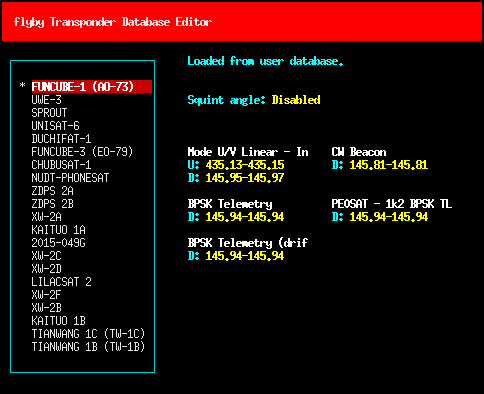 flyby Transponder Database Editor
Loaded from user database.
* FUNCUBE-1 (AO-73)
UWE-3
SPROUT
UNISAT-6
DUCHIFAT-1
FUNCUBE-3 (EO-79)
CHUBUSAT-1
NUDT-PHONESAT
ZDPS 2A
ZDPS 2B
XW-2A
KAITUO 1A
2015-049G
XW-2C
XW-2D
LILACSAT 2
XW-2F
XW-2B
KAITUO 1B
TIANWANG 1C (TW-1C)
TIANWANG 1B (TW-1B)
Squint angle: Disabled
Mode U/V Linear - In
U: 435.13-435.15
D: 145.95-145.97
CW Beacon
D: 145.81-145.81
BPSK Telemetry
D: 145.94-145.94
PEOSAT - 1k2 BPSK TL
D: 145.94-145.94
BPSK Telemetry (drif
D: 145.94-145.94